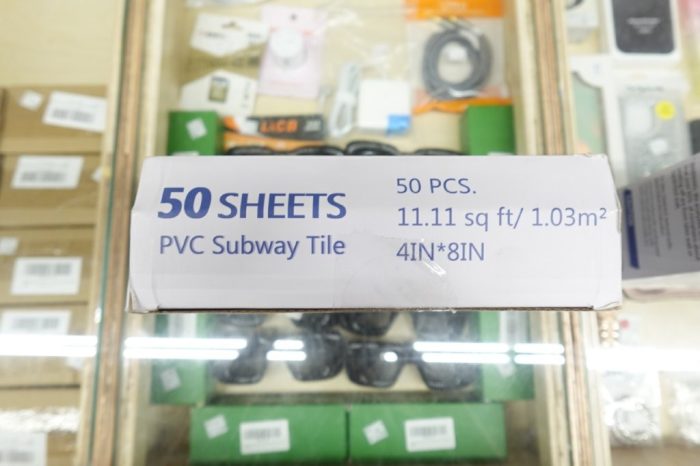 50 SHEETS
PVC Subway Tile
50 PCS.
11.11 sq ft/ 1.03m²
4IN*8IN